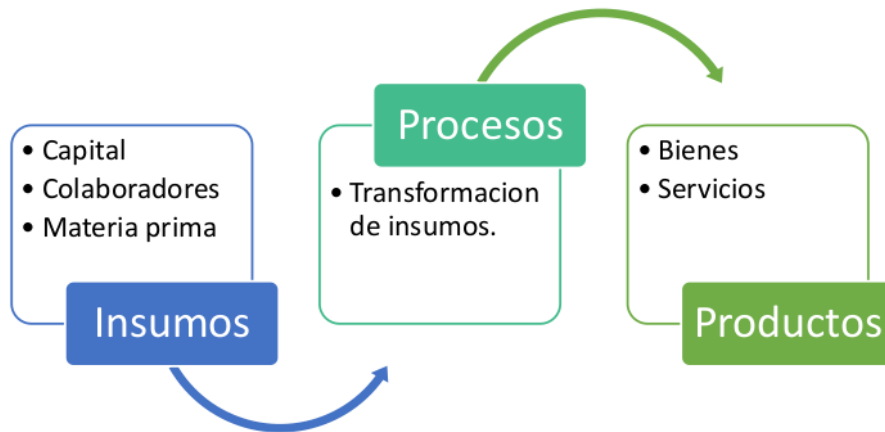 • Capital
• Colaboradores
• Materia prima
Insumos
Procesos
• Transformacion
de insumos.
• Bienes
• Servicios
Productos